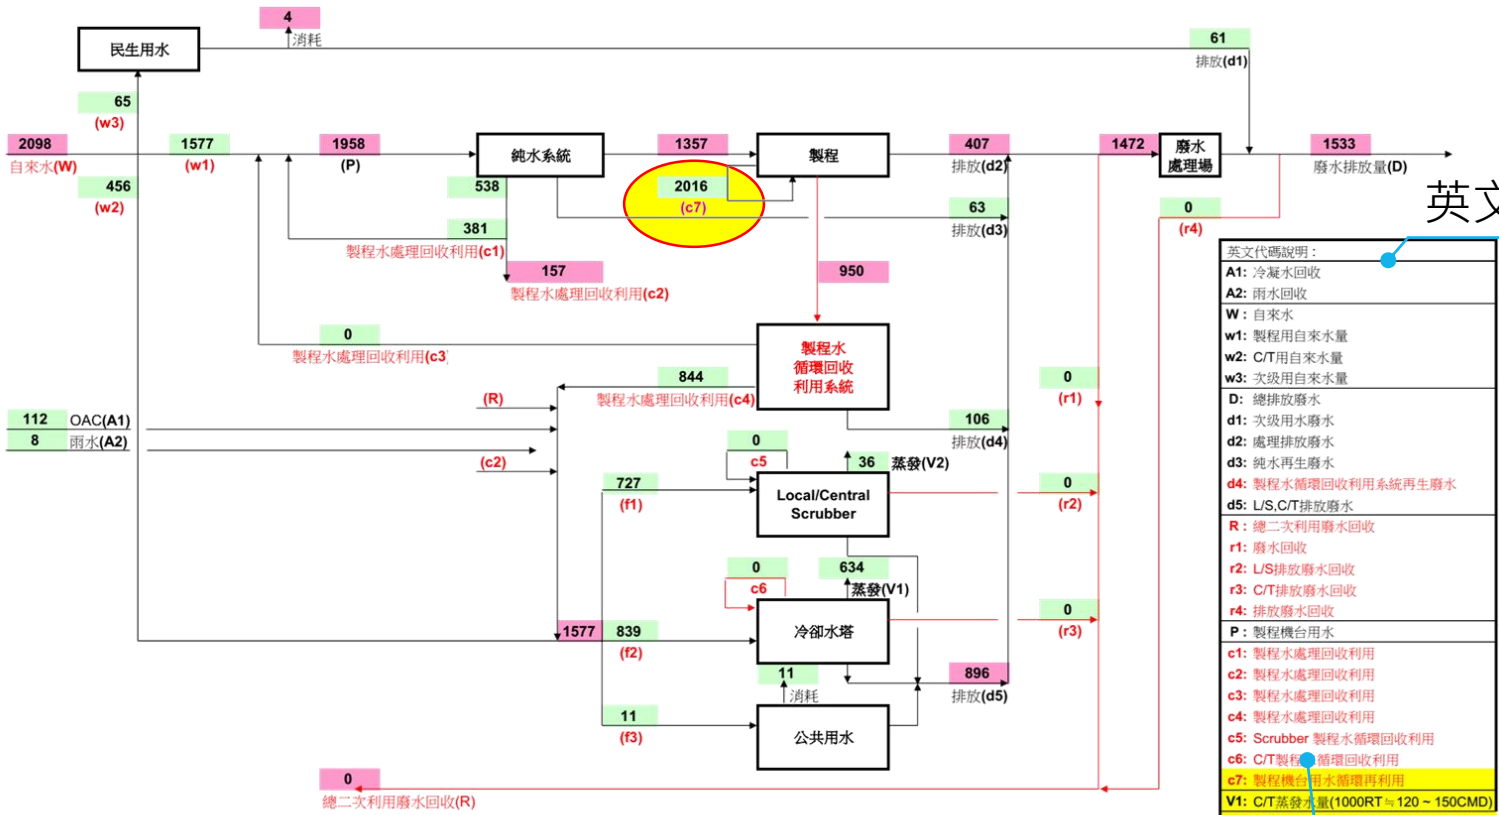 4
消耗
民生用水
61
排放(d1)
65
(w3)
2098
自來水(W)
1577
(w1)
1958
(P)
純水系統
1357
製程
407
排放(d2)
1472
廢水
處理場
1533
廢水排放量(D)
456
(w2)
538
2016
(c7)
63
排放(d3)
0
(r4)
英文
381
製程水處理回收利用(c1)
157
製程水處理回收利用(c2)
950
0
製程水處理回收利用(c3)
製程水
循環回收
利用系統
844
製程水處理回收利用(c4)
0
(r1)
(R)
112 OAC(A1)
8 雨水(A2)
106
排放(d4)
(c2)
0
c5
36 蒸發(V2)
727
(f1)
Local/Central
Scrubber
0
(r2)
0
c6
634
蒸發(V1)
1577
839
(f2)
冷卻水塔
0
(r3)
11
消耗
896
排放(d5)
11
(f3)
公共用水
0
總二次利用廢水回收(R)
英文代碼說明：
A1: 冷凝水回收
A2: 雨水回收
W : 自來水
w1: 製程用自來水量
w2: C/T用自來水量
w3: 次级用自來水量
D: 總排放廢水
d1: 次级用水廢水
d2: 處理排放廢水
d3: 純水再生廢水
d4: 製程水循環回收利用系統再生廢水
d5: L/S,C/T排放廢水
R : 總二次利用廢水回收
r1: 廢水回收
r2: L/S排放廢水回收
r3: C/T排放廢水回收
r4: 排放廢水回收
P : 製程機台用水
c1: 製程水處理回收利用
c2: 製程水處理回收利用
c3: 製程水處理回收利用
c4: 製程水處理回收利用
c5: Scrubber 製程水循環回收利用
c6: C/T製程 循環回收利用
c7: 製程機台用水循環再利用
V1: C/T蒸發水量(1000RT≒120 ~ 150CMD)